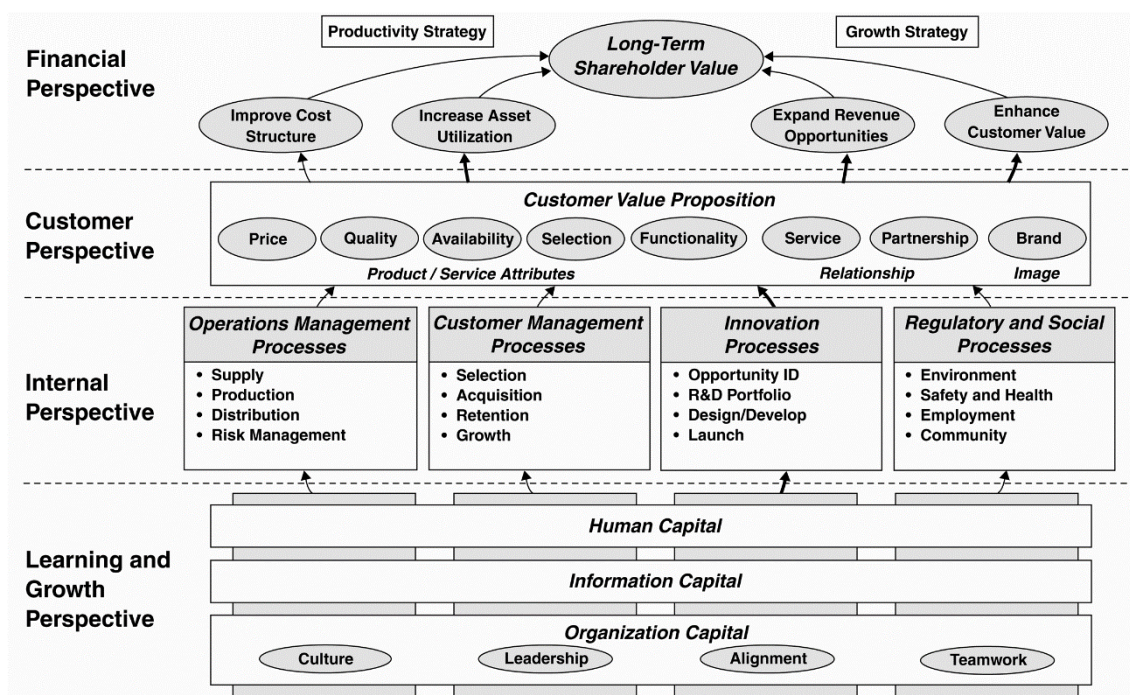 Financial
Perspective
Productivity Strategy
Growth Strategy
Long-Term
Shareholder Value
Improve Cost
Structure
Increase Asset
Utilization
Expand Revenue
Opportunities
Enhance
Customer Value
Customer
Perspective
Customer Value Proposition
Price
Quality
Availability
Selection
Functionality
Service
Partnership
Brand
Product / Service Attributes
Relationship
Image
Internal
Perspective
Operations Management
Processes
• Supply
• Production
• Distribution
• Risk Management
Customer Management
Processes
• Selection
• Acquisition
• Retention
• Growth
Innovation
Processes
• Opportunity ID
• R&D Portfolio
• Design/Develop
• Launch
Regulatory and Social
Processes
• Environment
• Safety and Health
• Employment
• Community
Learning and
Growth
Perspective
Human Capital
Information Capital
Organization Capital
Culture
Leadership
Alignment
Teamwork